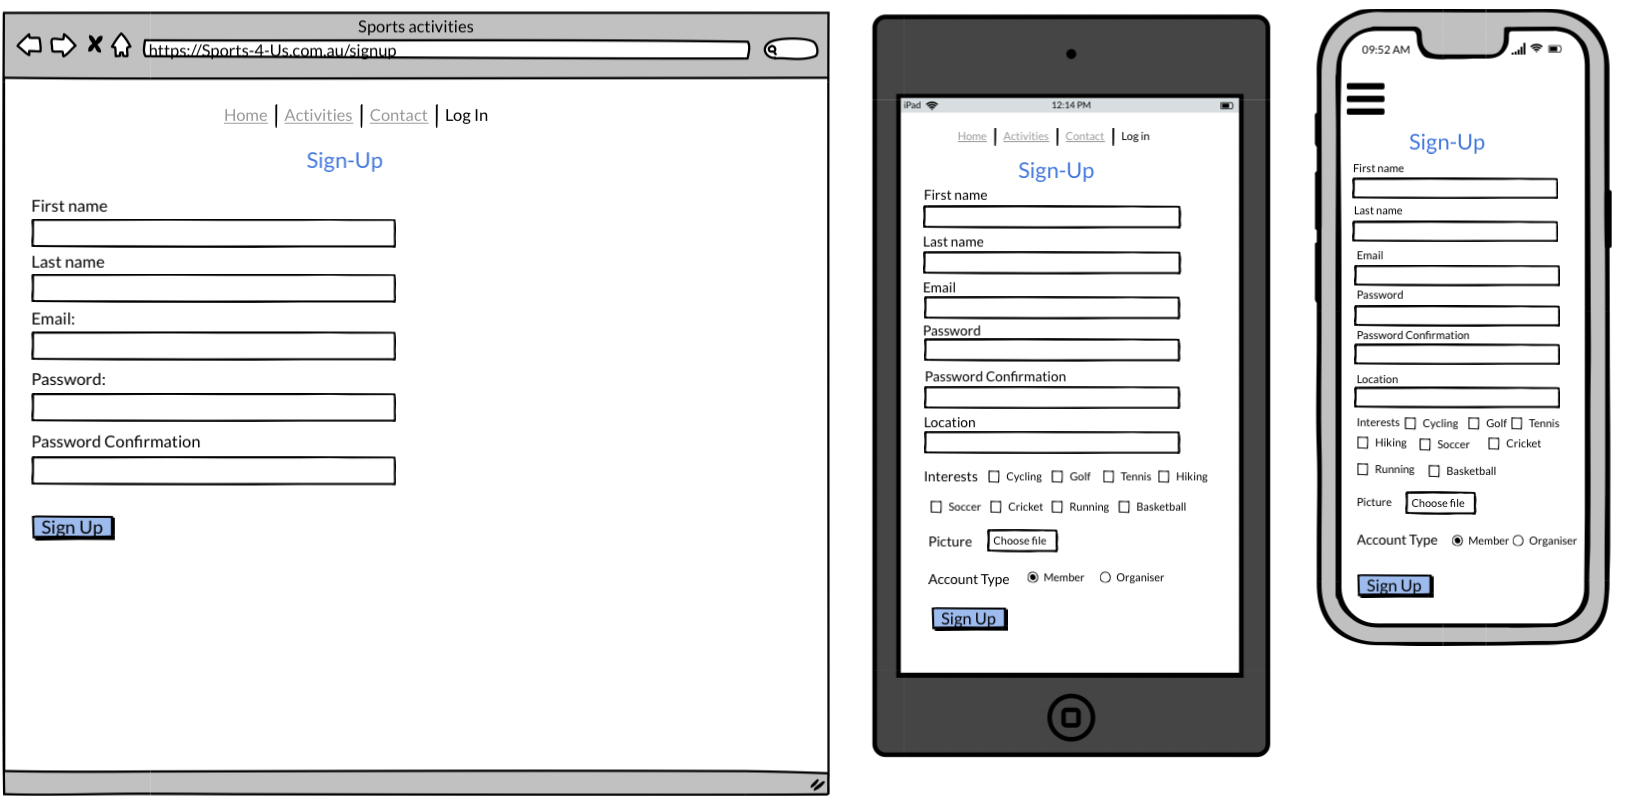 Sports activities
https://Sports-4-Us.com.au/signup
Home | Activities | Contact | Log In
Sign-Up
First name
Last name
Email:
Password:
Password Confirmation
Sign Up
iPad 12:14 PM
Home | Activities | Contact | Log in
Sign-Up
First name
Last name
Email
Password
Password Confirmation
Location
Interests Cycling Golf Tennis Hiking
Soccer Cricket Running Basketball
Picture Choose file
Account Type Member Organiser
Sign Up
09:52 AM
Sign-Up
First name
Last name
Email
Password
Password Confirmation
Location
Interests Cycling Golf Tennis
Hiking Soccer Cricket
Running Basketball
Picture Choose file
Account Type Member Organiser
Sign Up